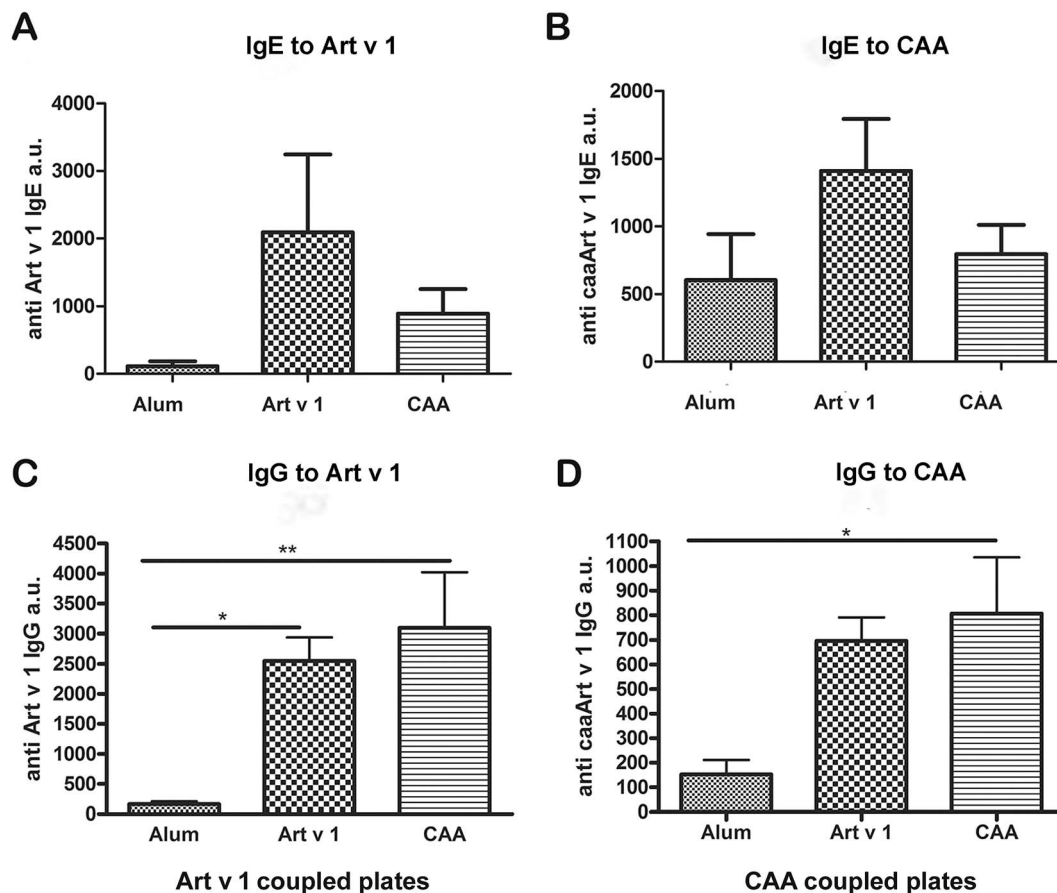 A
IgE to Art v 1
anti Art v 1 IgE a.u.
4000
3000
2000
1000
0
Alum
Art v 1
CAA
B
IgE to CAA
anti caaArt v 1 IgE a.u.
2000
1500
1000
500
0
Alum
Art v 1
CAA
C
IgG to Art v 1
anti Art v 1 IgG a.u.
4500
4000
3500
3000
2500
2000
1500
1000
500
0
**
*
Alum
Art v 1
CAA
Art v 1 coupled plates
D
IgG to CAA
anti caaArt v 1 IgG a.u.
1100
1000
900
800
700
600
500
400
300
200
100
0
*
Alum
Art v 1
CAA
CAA coupled plates